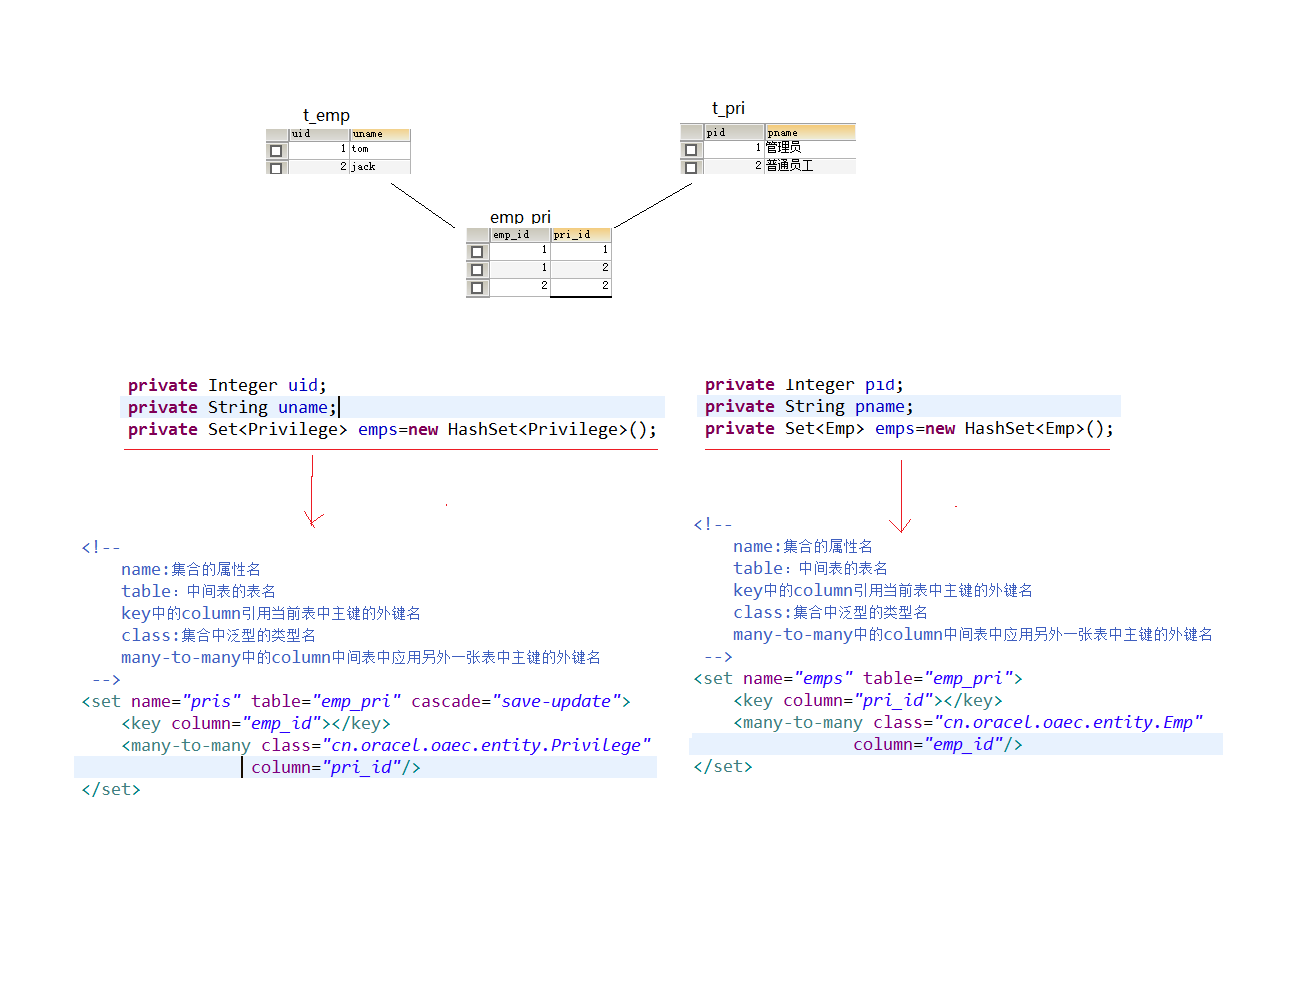 t_emp
uid uname
1 tom
2 jack
t_pri
pid pname
1 管理员
2 普通员工
emp_pri
emp_id pri_id
1 1
1 2
2 2
private Integer uid;
private String uname;
private Set<Privilege> emps=new HashSet<Privilege>();
private Integer pid;
private String pname;
private Set<Emp> emps=new HashSet<Emp>();
<!--
name:集合的属性名
table：中间表的表名
key中的column引用当前表中主键的外键名
class:集合中泛型的类型名
many-to-many中的column中间表中应用另外一张表中主键的外键名
-->
<set name="pris" table="emp_pri" cascade="save-update">
<key column="emp_id"></key>
<many-to-many class="cn.oracel.oaec.entity.Privilege"
column="pri_id"/>
</set>
<!--
name:集合的属性名
table：中间表的表名
key中的column引用当前表中主键的外键名
class:集合中泛型的类型名
many-to-many中的column中间表中应用另外一张表中主键的外键名
-->
<set name="emps" table="emp_pri">
<key column="pri_id"></key>
<many-to-many class="cn.oracel.oaec.entity.Emp"
column="emp_id"/>
</set>